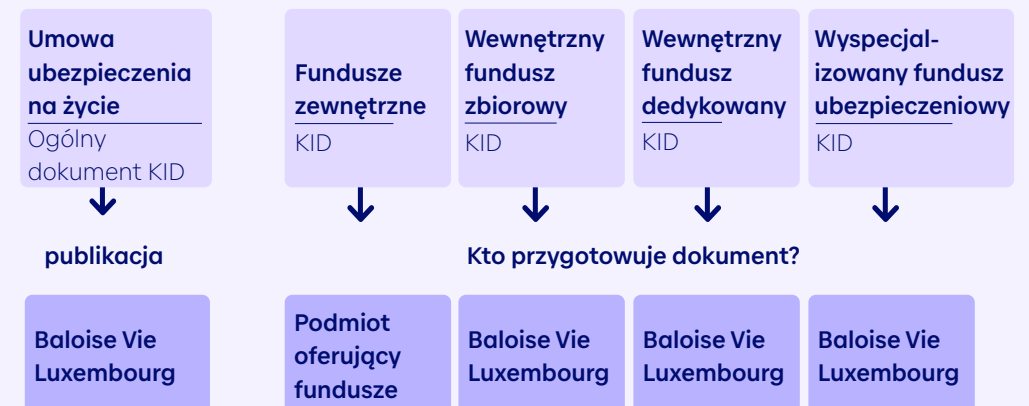 Umowa
ubezpieczenia
na życie
Ogólny
dokument KID
Fundusze
zewnętrzne
KID
Wewnętrzny
fundusz
zbiorowy
KID
Wewnętrzny
fundusz
dedykowany
KID
Wyspecjal-
izowany fundusz
ubezpieczeniowy
KID
publikacja
Kto przygotowuje dokument?
Baloise Vie
Luxembourg
Podmiot
oferujący
fundusze
Baloise Vie
Luxembourg
Baloise Vie
Luxembourg
Baloise Vie
Luxembourg